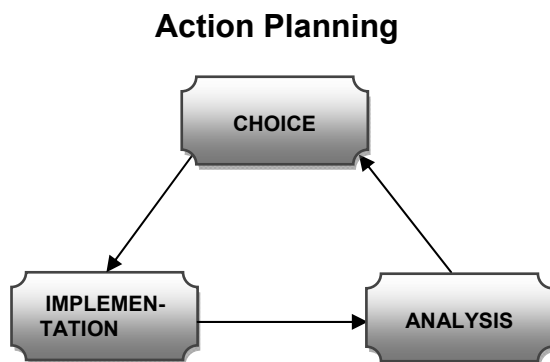 Action Planning
CHOICE
IMPLEMEN-
TATION
ANALYSIS